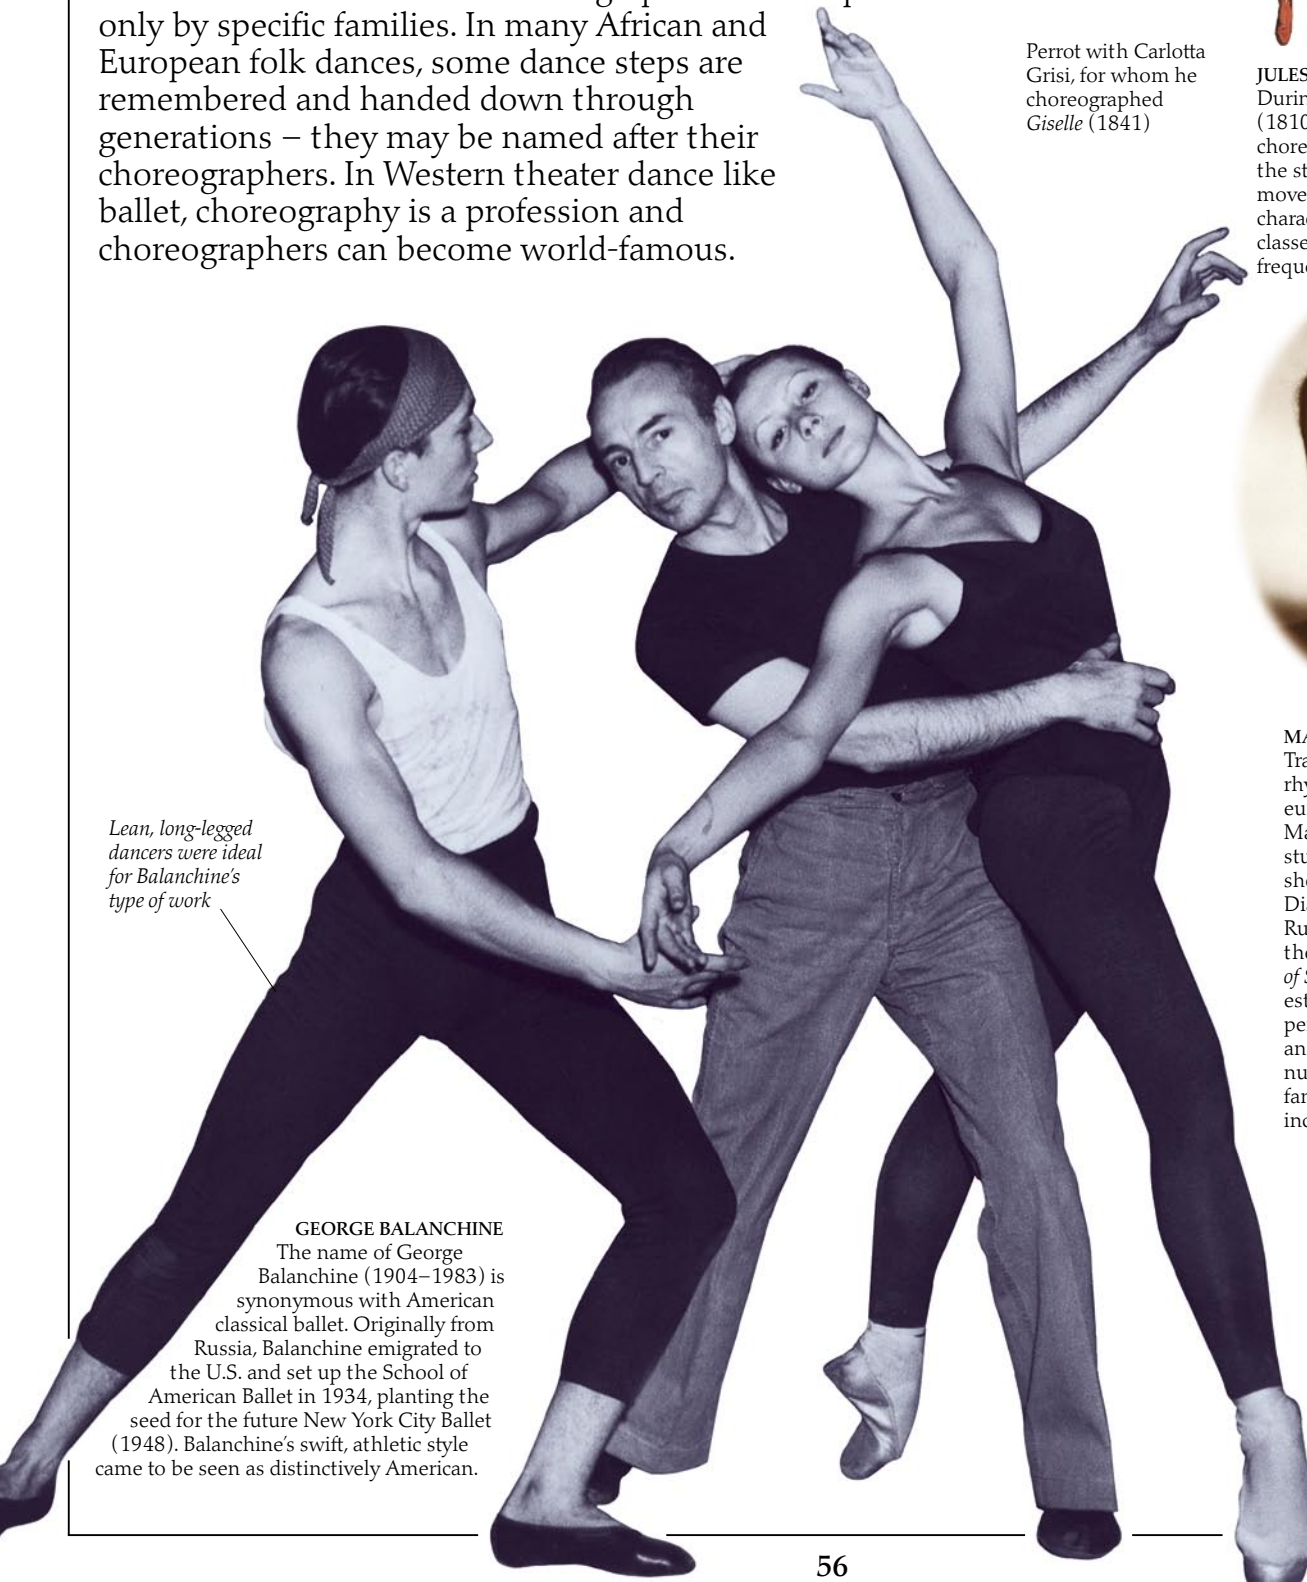 only by specific families. In many African and
European folk dances, some dance steps are
remembered and handed down through
generations – they may be named after their
choreographers. In Western theater dance like
ballet, choreography is a profession and
choreographers can become world-famous.
Perrot with Carlotta
Grisi, for whom he
choreographed
Giselle (1841)
JULES
(1810
the st
Lean, long-legged
dancers were ideal
for Balanchine's
type of work
GEORGE BALANCHINE
The name of George
Balanchine (1904–1983) is
synonymous with American
classical ballet. Originally from
Russia, Balanchine emigrated to
the U.S. and set up the School of
American Ballet in 1934, planting the
seed for the future New York City Ballet
(1948). Balanchine's swift, athletic style
came to be seen as distinctively American.
of
56